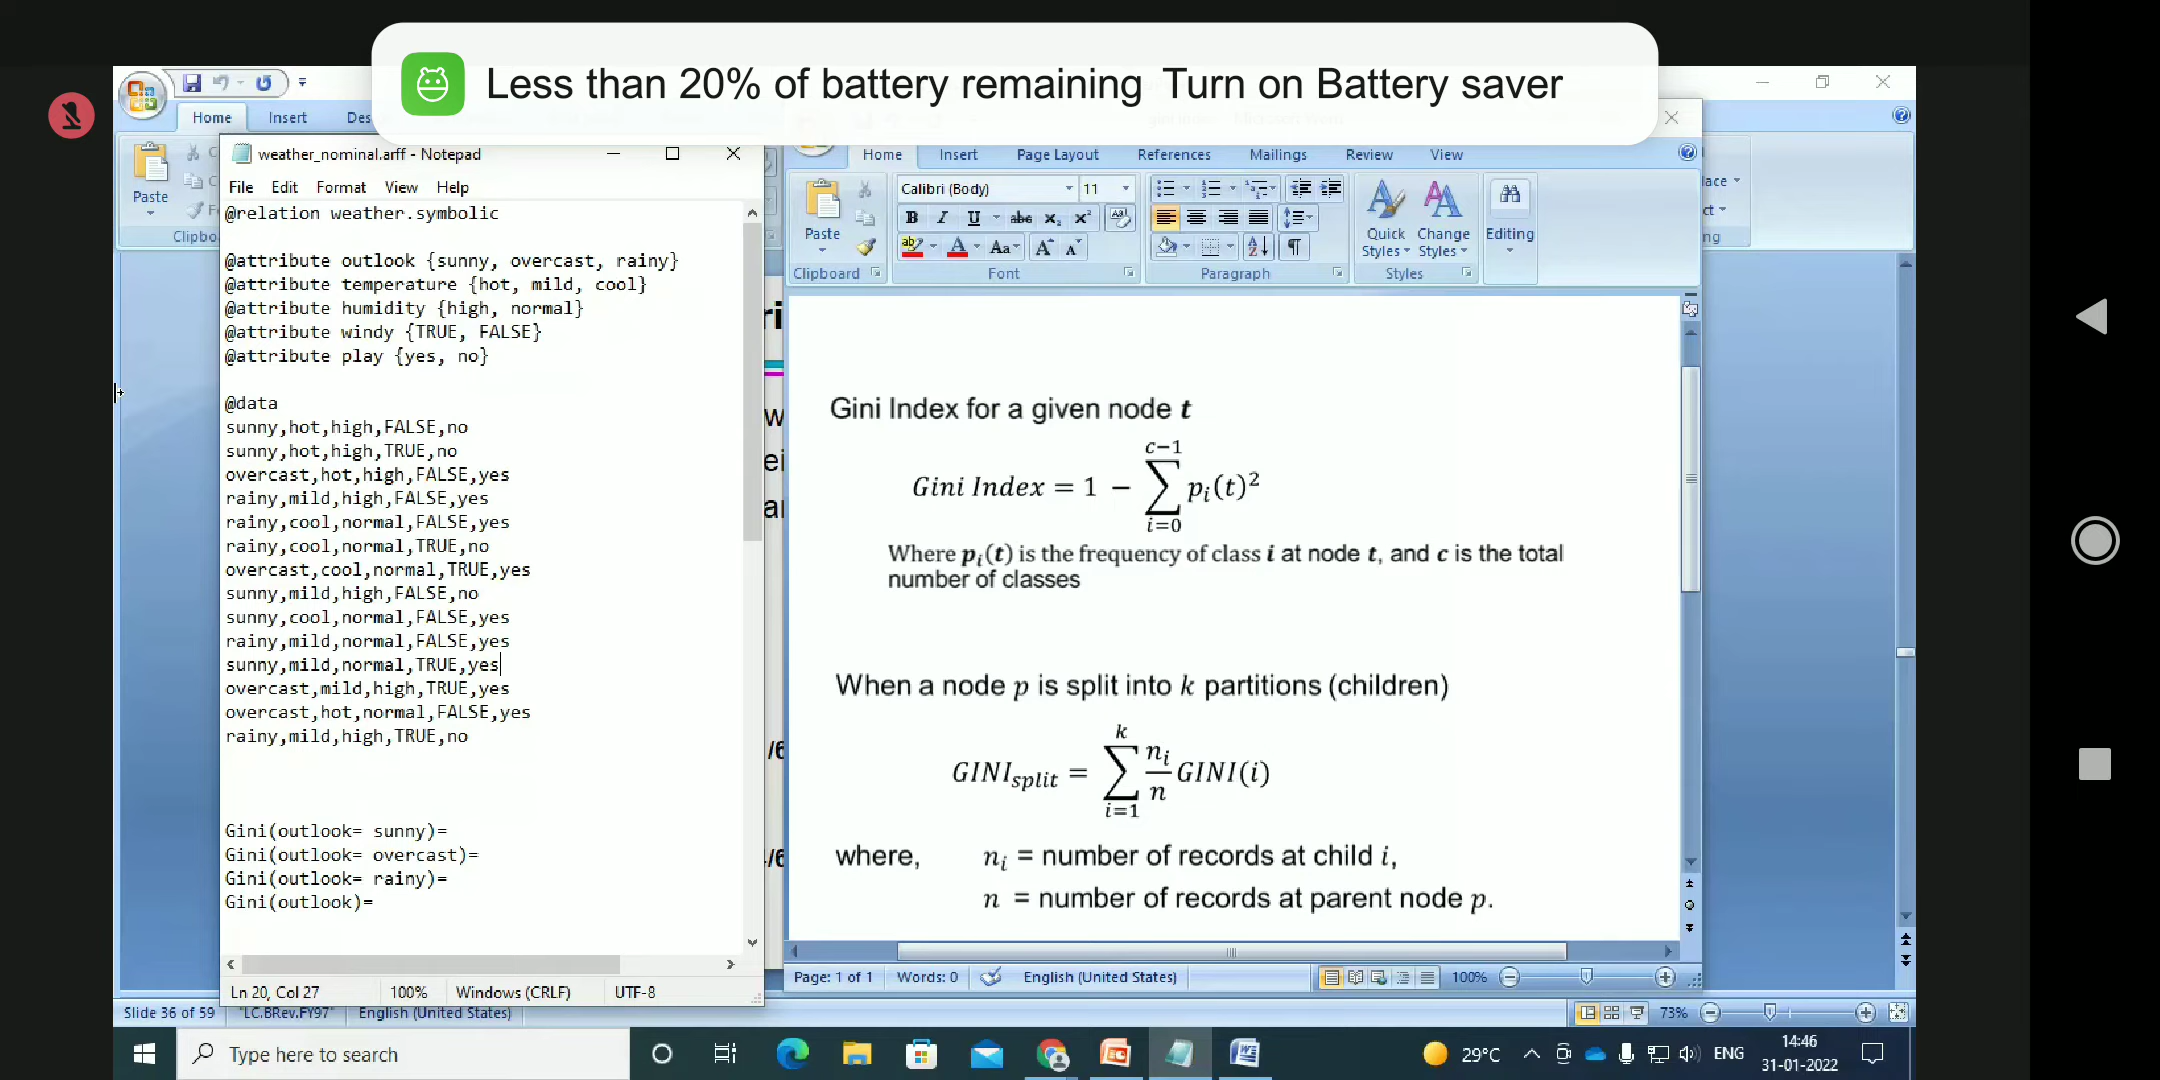 Less than 20% of battery remaining Turn on Battery saver
Home Insert Des
Paste
Clipbo
weather_nominal.arff - Notepad
File Edit Format View Help
@relation weather.symbolic
@attribute outlook {sunny, overcast, rainy}
@attribute temperature {hot, mild, cool}
@attribute humidity {high, normal}
@attribute windy {TRUE, FALSE}
@attribute play {yes, no}
@data
sunny,hot,high,FALSE,no
sunny,hot,high,TRUE,no
overcast,hot,high,FALSE,yes
rainy,mild,high,FALSE,yes
rainy,cool,normal,FALSE,yes
rainy,cool,normal,TRUE,no
overcast,cool,normal,TRUE,yes
sunny,mild,high,FALSE,no
sunny,cool,normal,FALSE,yes
rainy,mild,normal,FALSE,yes
sunny,mild,normal,TRUE,yes
overcast,mild,high,TRUE,yes
overcast,hot,normal,FALSE,yes
rainy,mild,high,TRUE,no
Gini(outlook= sunny)=
Gini(outlook= overcast)=
Gini(outlook= rainy)=
Gini(outlook)=
Ln 20, Col 27 100% Windows (CRLF) UTF-8
Home Insert Page Layout References Mailings Review View
Paste
Clipboard
Calibri (Body) 11
Font
Paragraph
Quick Styles
Change Styles
Styles
Editing
Gini Index for a given node t
Gini Index = 1 − ∑ p_i(t)²
c−1
i=0
Where p_i(t) is the frequency of class i at node t, and c is the total
number of classes
When a node p is split into k partitions (children)
GINI_split = ∑ n_i/n GINI(i)
k
i=1
where, n_i = number of records at child i,
n = number of records at parent node p.
Page: 1 of 1 Words: 0 English (United States) 100%
Slide 36 of 59 "LC.BRev.FY97" English (United States) 73%
Type here to search
29°C ENG 14:46
31-01-2022